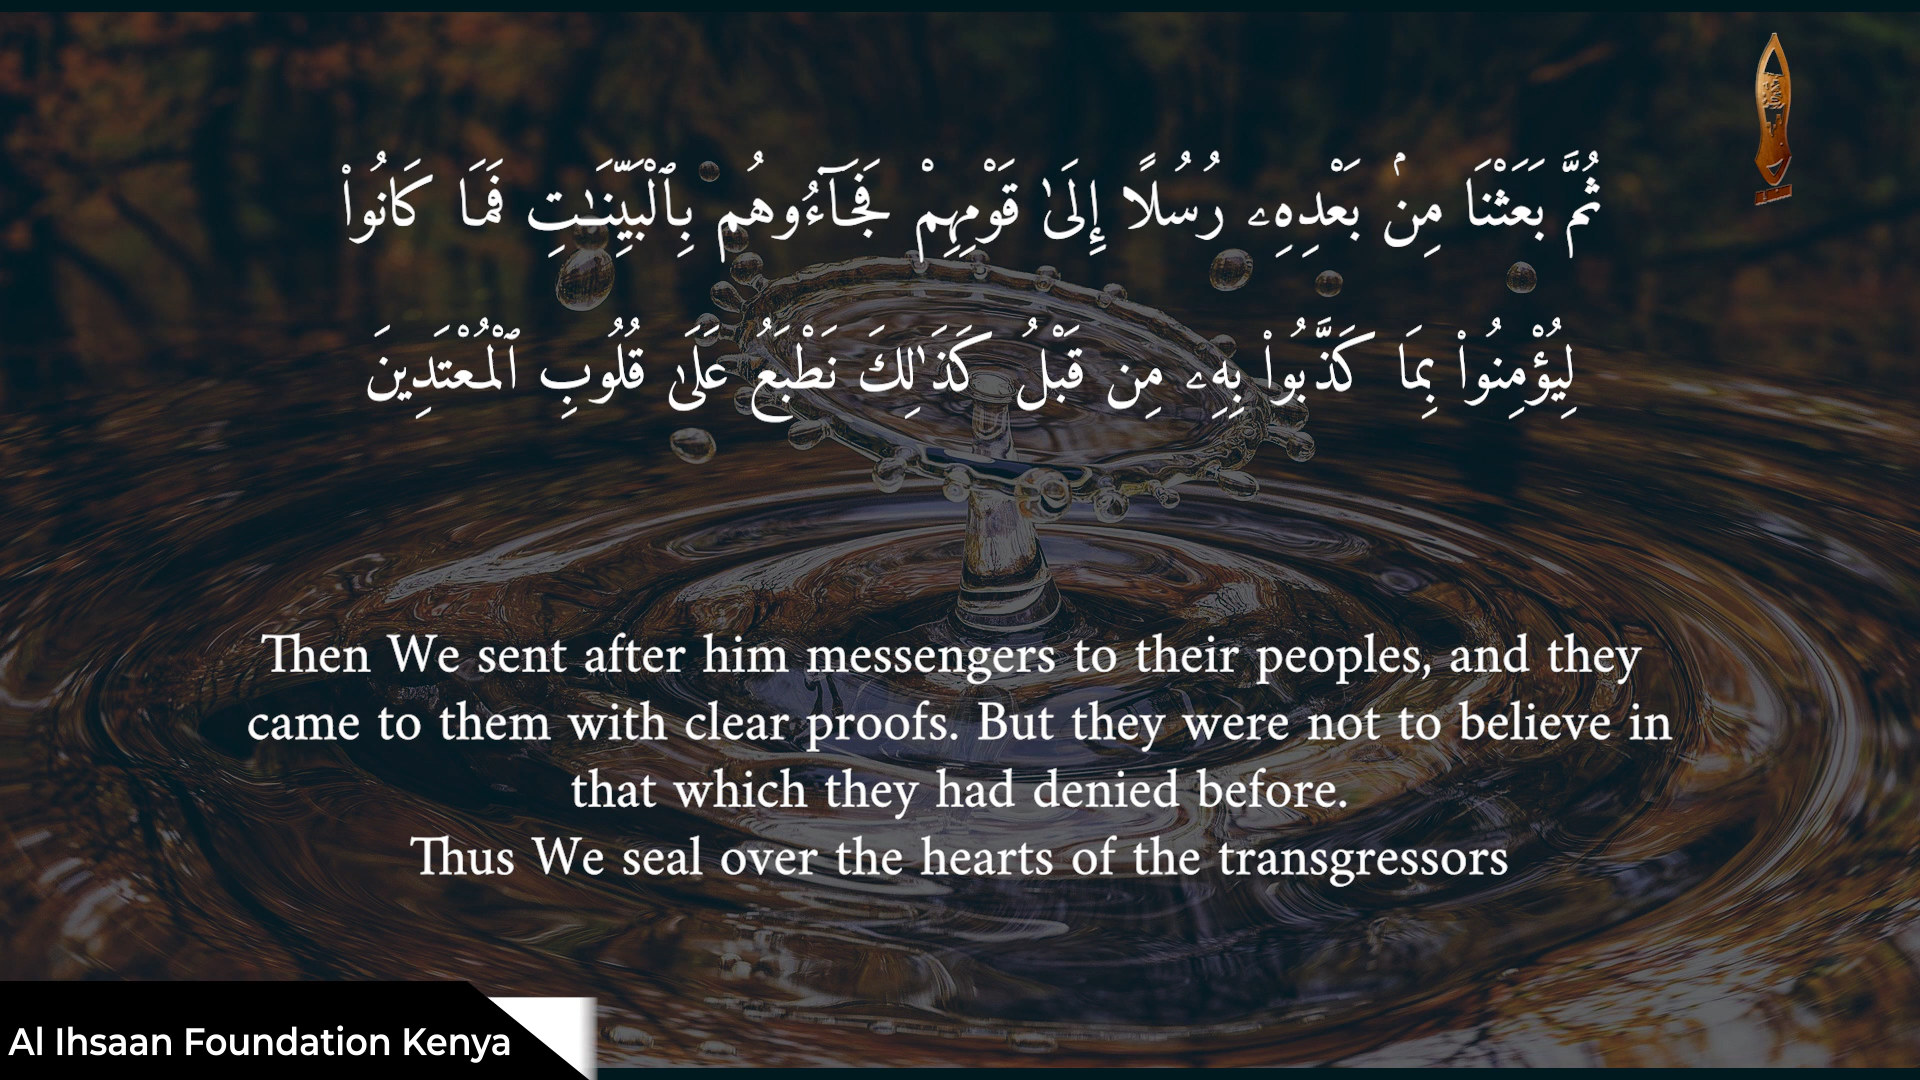 ثُمَّ بَعَثْنَا مِنۢ بَعْدِهِۦ رُسُلًا إِلَىٰ قَوْمِهِمْ فَجَآءُوهُم بِٱلْبَيِّنَـٰتِ فَمَا كَانُوا۟
لِيُؤْمِنُوا۟ بِمَا كَذَّبُوا۟ بِهِۦ مِن قَبْلُ كَذَٰلِكَ نَطْبَعُ عَلَىٰ قُلُوبِ ٱلْمُعْتَدِينَ
Then We sent after him messengers to their peoples, and they
came to them with clear proofs. But they were not to believe in
that which they had denied before.
Thus We seal over the hearts of the transgressors
Al Ihsaan Foundation Kenya